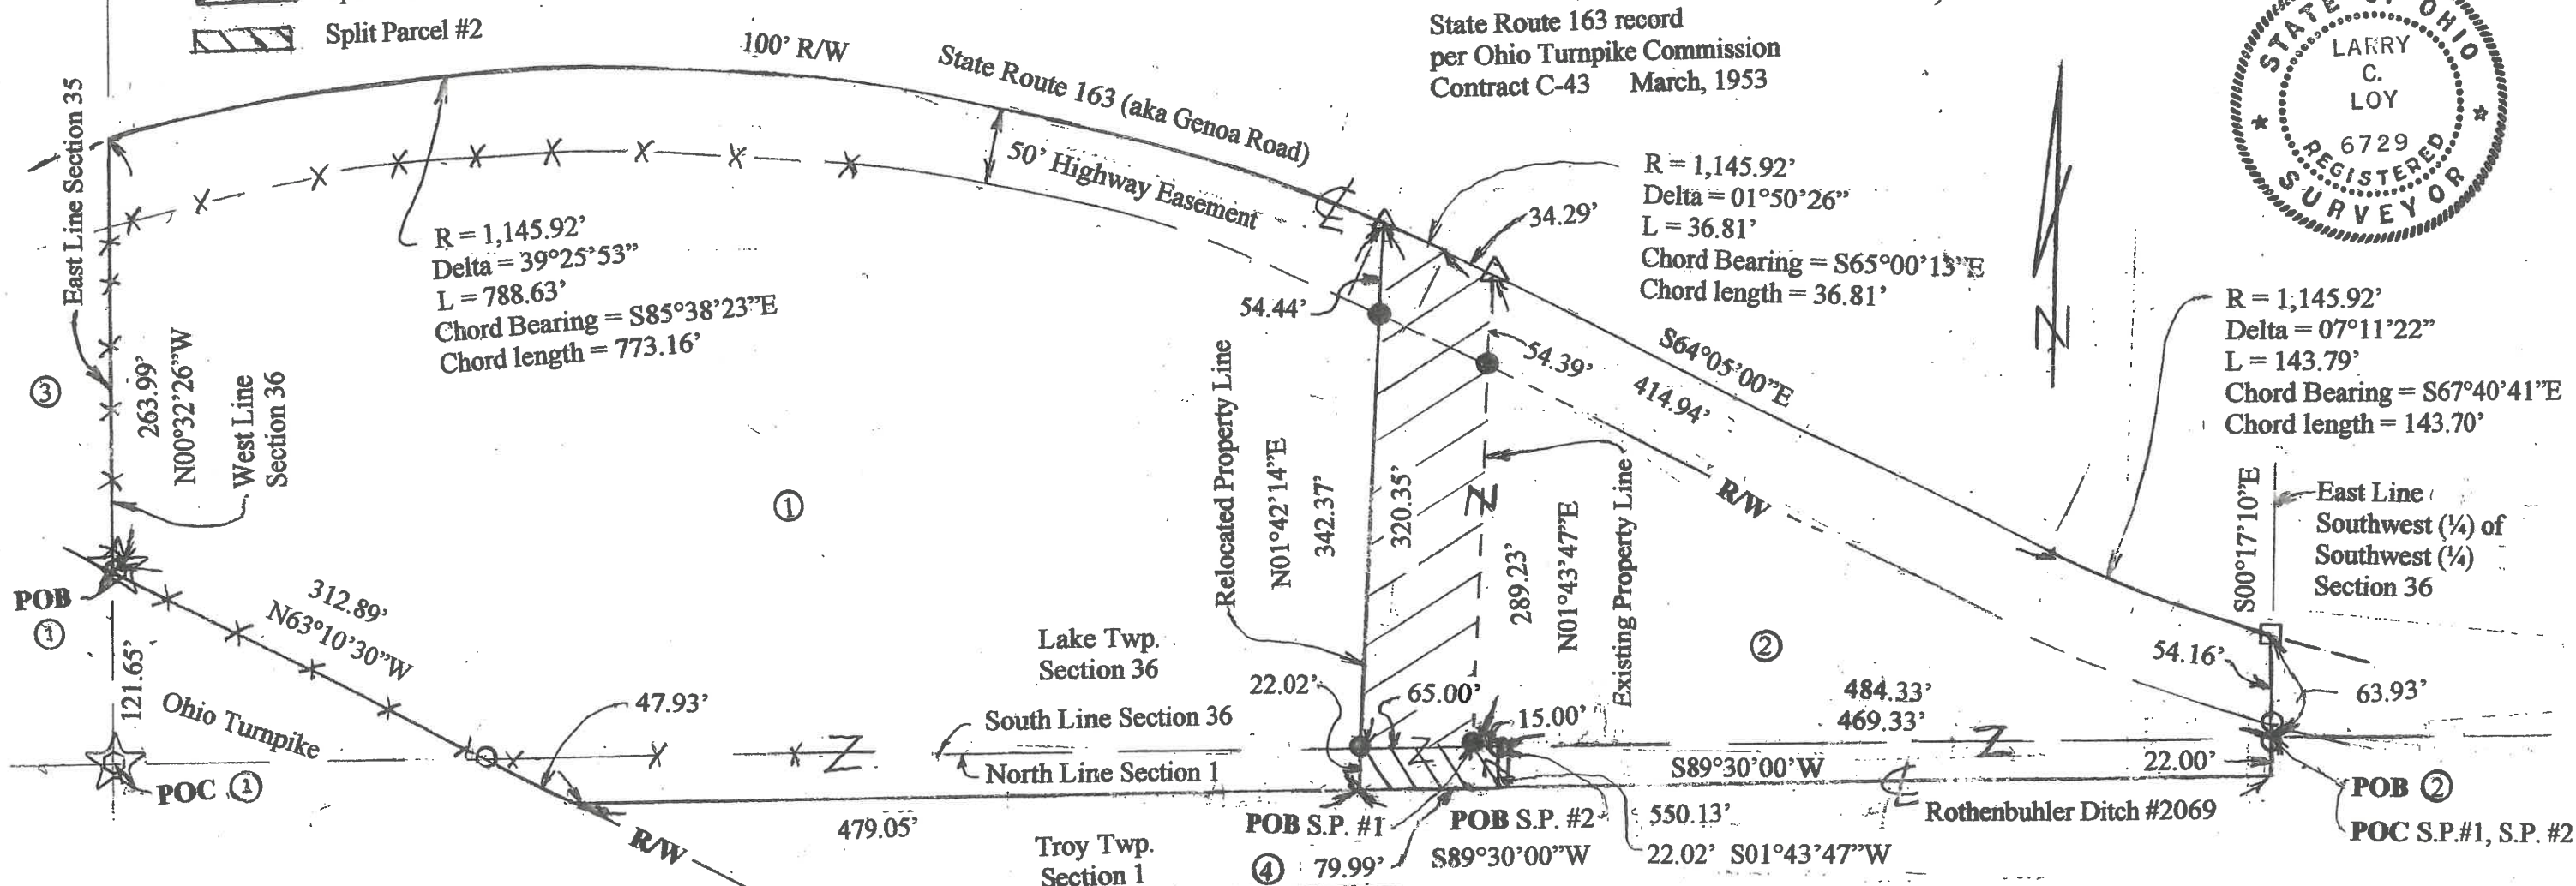 Split Parcel #2
100' R/W
State Route 163 (aka Genoa Road)
State Route 163 record
per Ohio Turnpike Commission
Contract C-43 March, 1953
STATE OF OHIO
LARRY
C.
LOY
6729
REGISTERED
SURVEYOR
East Line Section 35
50' Highway Easement
R = 1,145.92'
Delta = 39°25'53"
L = 788.63'
Chord Bearing = S85°38'23"E
Chord length = 773.16'
R = 1,145.92'
Delta = 01°50'26"
L = 36.81'
Chord Bearing = S65°00'13"E
Chord length = 36.81'
34.29'
54.44'
54.39'
S64°05'00"E
414.94'
R = 1,145.92'
Delta = 07°11'22"
L = 143.79'
Chord Bearing = S67°40'41"E
Chord length = 143.70'
N
3
263.99'
N00°32'26"W
West Line
Section 36
1
Relocated Property Line
N01°42'14"E
342.37'
320.35'
289.23'
N01°43'47"E
Existing Property Line
R/W
S00°17'10"E
East Line
Southwest (¼) of
Southwest (¼)
Section 36
POB
1
312.89'
N63°10'30"W
121.65'
Ohio Turnpike
POC 1
47.93'
Lake Twp.
Section 36
South Line Section 36
North Line Section 1
22.02'
65.00'
15.00'
2
484.33'
469.33'
54.16'
63.93'
S89°30'00'W
22.00'
POB 2
POC S.P.#1, S.P. #2
Rothenbuhler Ditch #2069
479.05'
R/W
Troy Twp.
Section 1
POB S.P. #1
4
79.99'
POB S.P. #2
S89°30'00"W
550.13'
22.02' S01°43'47"W